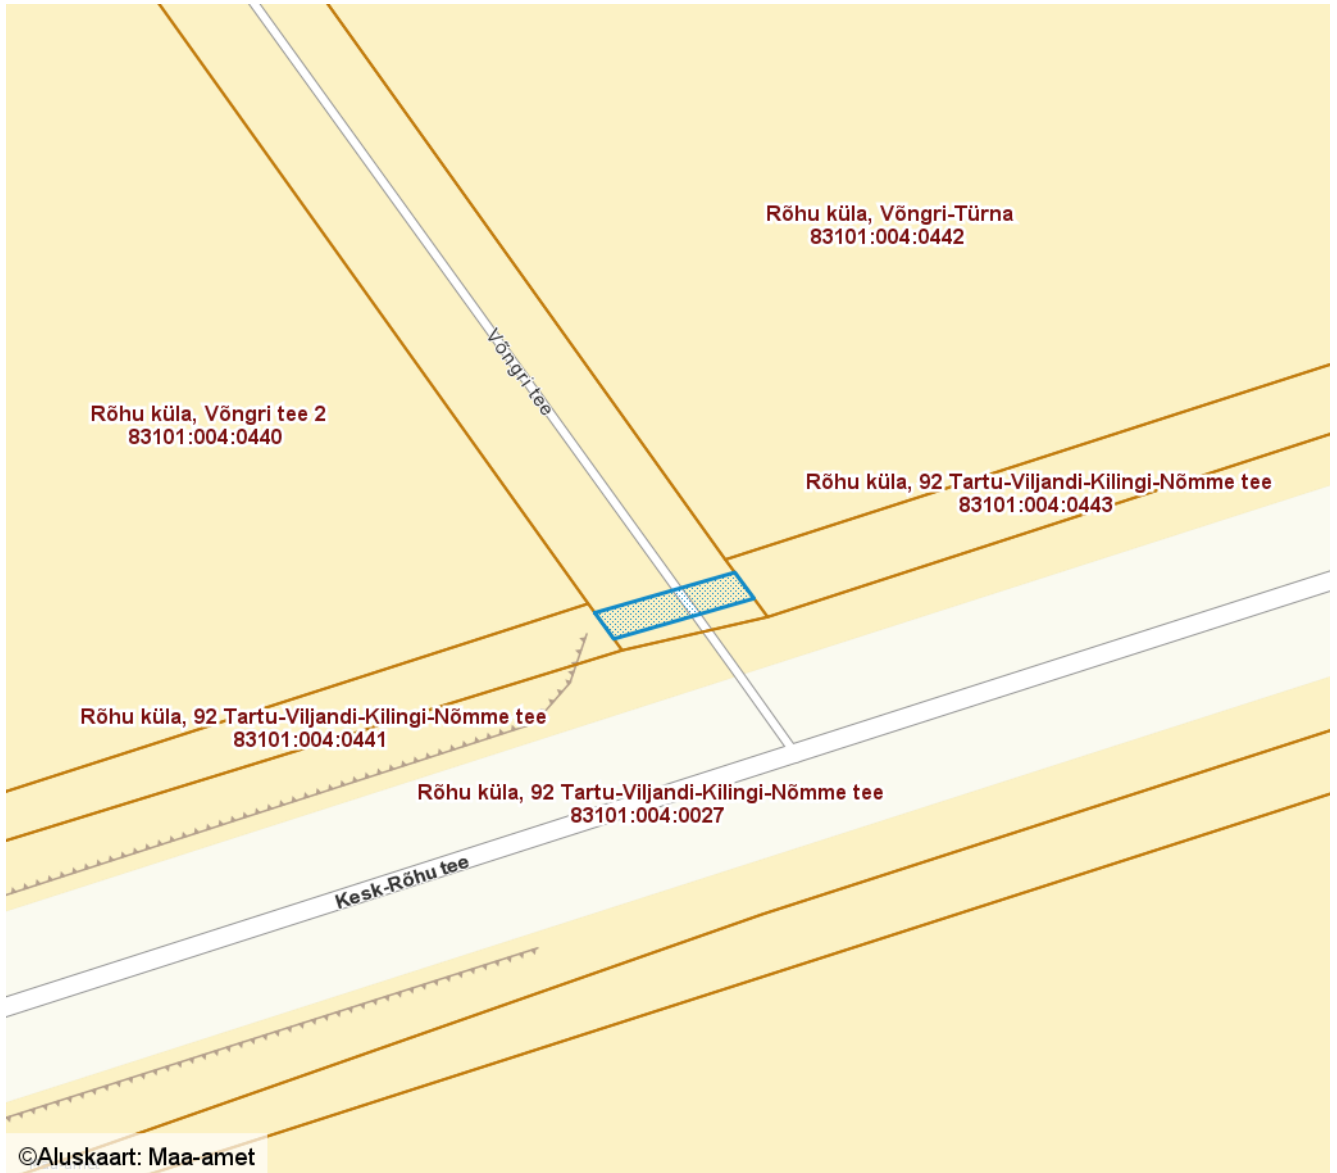 Rõhu küla, Võngri-Türna
83101:004:0442
Võngri tee
Rõhu küla, Võngri tee 2
83101:004:0440
Rõhu küla, 92 Tartu-Viljandi-Kilingi-Nõmme tee
83101:004:0443
Rõhu küla, 92 Tartu-Viljandi-Kilingi-Nõmme tee
83101:004:0441
Rõhu küla, 92 Tartu-Viljandi-Kilingi-Nõmme tee
83101:004:0027
Kesk-Rõhu tee
©Aluskaart: Maa-amet